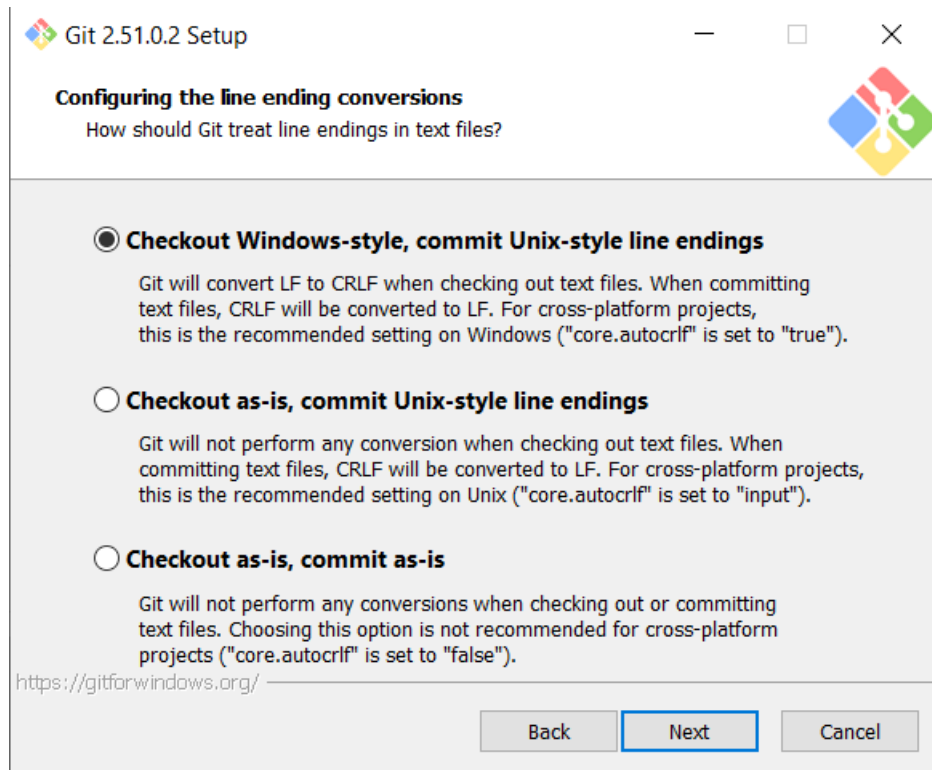 Git 2.51.0.2 Setup
Configuring the line ending conversions
How should Git treat line endings in text files?
Checkout Windows-style, commit Unix-style line endings
Git will convert LF to CRLF when checking out text files. When committing
text files, CRLF will be converted to LF. For cross-platform projects,
this is the recommended setting on Windows ("core.autocrlf" is set to "true").
Checkout as-is, commit Unix-style line endings
Git will not perform any conversion when checking out text files. When
committing text files, CRLF will be converted to LF. For cross-platform projects,
this is the recommended setting on Unix ("core.autocrlf" is set to "input").
Checkout as-is, commit as-is
Git will not perform any conversions when checking out or committing
text files. Choosing this option is not recommended for cross-platform
projects ("core.autocrlf" is set to "false").
https://gitforwindows.org/
Back Next Cancel